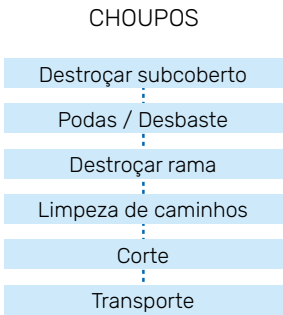 CHOUPOS
Destroçar subcoberto
Podas / Desbaste
Destroçar rama
Limpeza de caminhos
Corte
Transporte